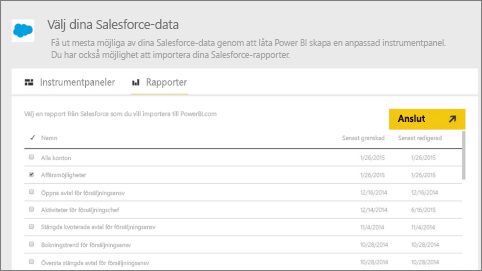 Välj dina Salesforce-data
Få ut mesta möjliga av dina Salesforce-data genom att låta Power BI skapa en anpassad instrumentpanel.
Du har också möjlighet att importera dina Salesforce-rapporter.
Instrumentpaneler Rapporter
Välj en rapport från Salesforce som du vill importera till PowerBI.com
Anslut
Namn Senast granskad Senast redigerad
Alla konton 1/26/2015 1/26/2015
Affärsmöjligheter 1/26/2015 1/26/2015
Öppna avtal för försäljningsansv 12/16/2014 12/16/2014
Aktiviteter för försäljningschef 12/14/2014 6/16/2015
Stängda kvoterade avtal för försäljningsansv 11/4/2014 11/4/2014
Bokningstrend för försäljningsansv 10/28/2014 10/28/2014
Översta stängda avtal för försäljningsansv 10/28/2014 10/28/2014